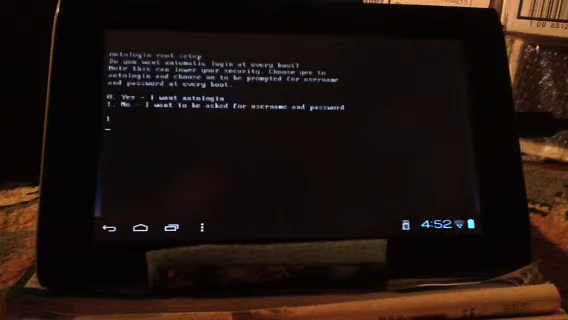 autologin root setup
Do you want automatic login at every boot?
Note this can lower your security. Choose yes to
autologin and choose on to be prompted for username
and password at every boot.
0. Yes - I want autologin
1. No - I want to be asked for username and password
1
4:52